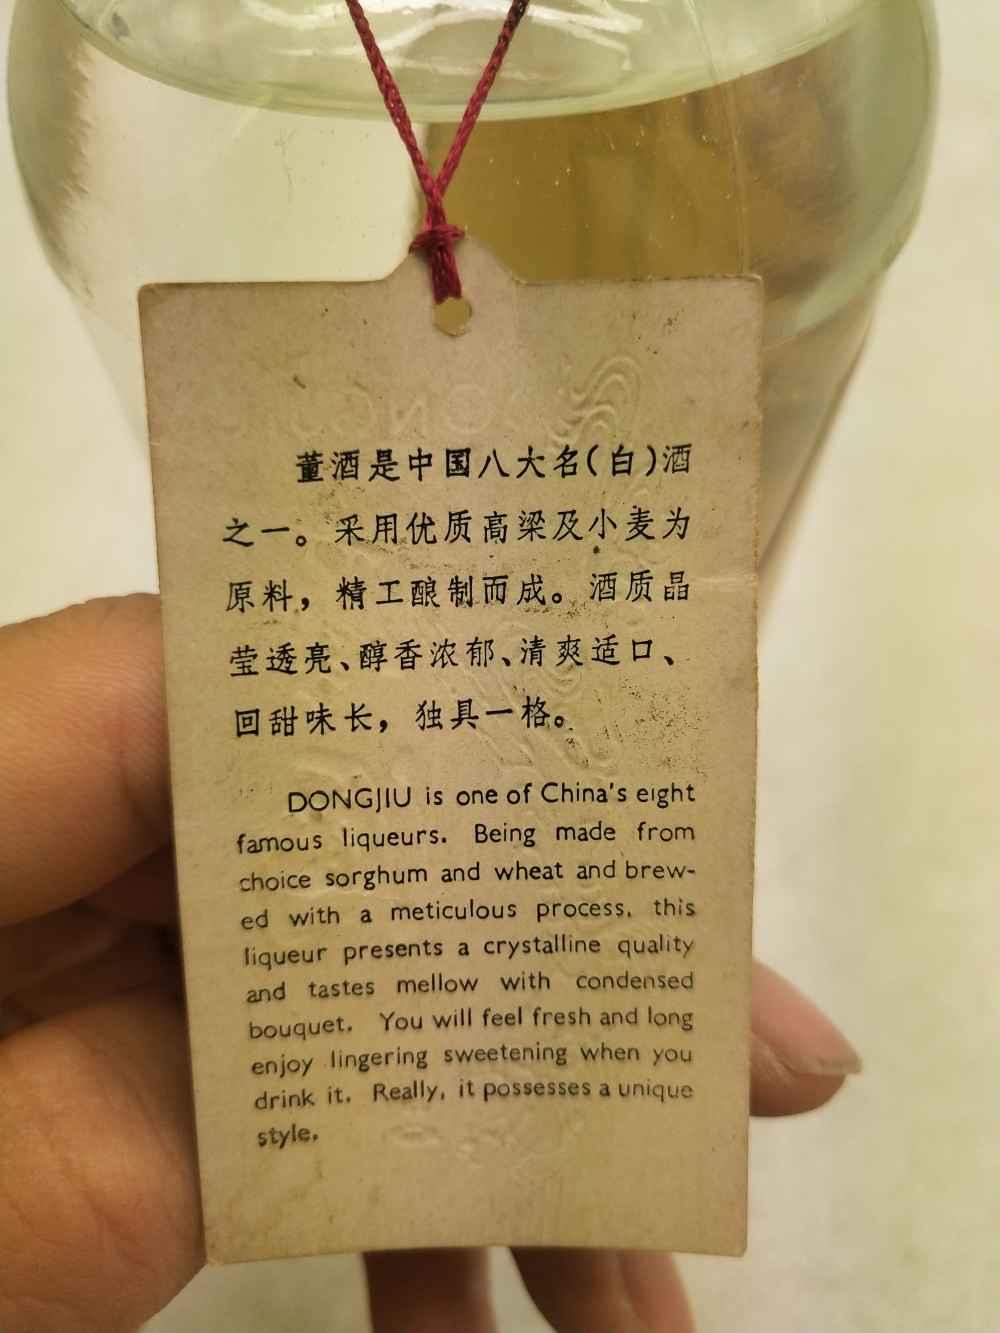 董酒是中国八大名(白)酒
之一。采用优质高梁及小麦为
原料，精工酿制而成。酒质晶
莹透亮、醇香浓郁、清爽适口、
回甜味长，独具一格。
DONGJIU is one of China's eight
famous liqueurs. Being made from
choice sorghum and wheat and brew-
ed with a meticulous process, this
liqueur presents a crystalline quality
and tastes mellow with condensed
bouquet. You will feel fresh and long
enjoy lingering sweetening when you
drink it. Really, it possesses a unique
style.